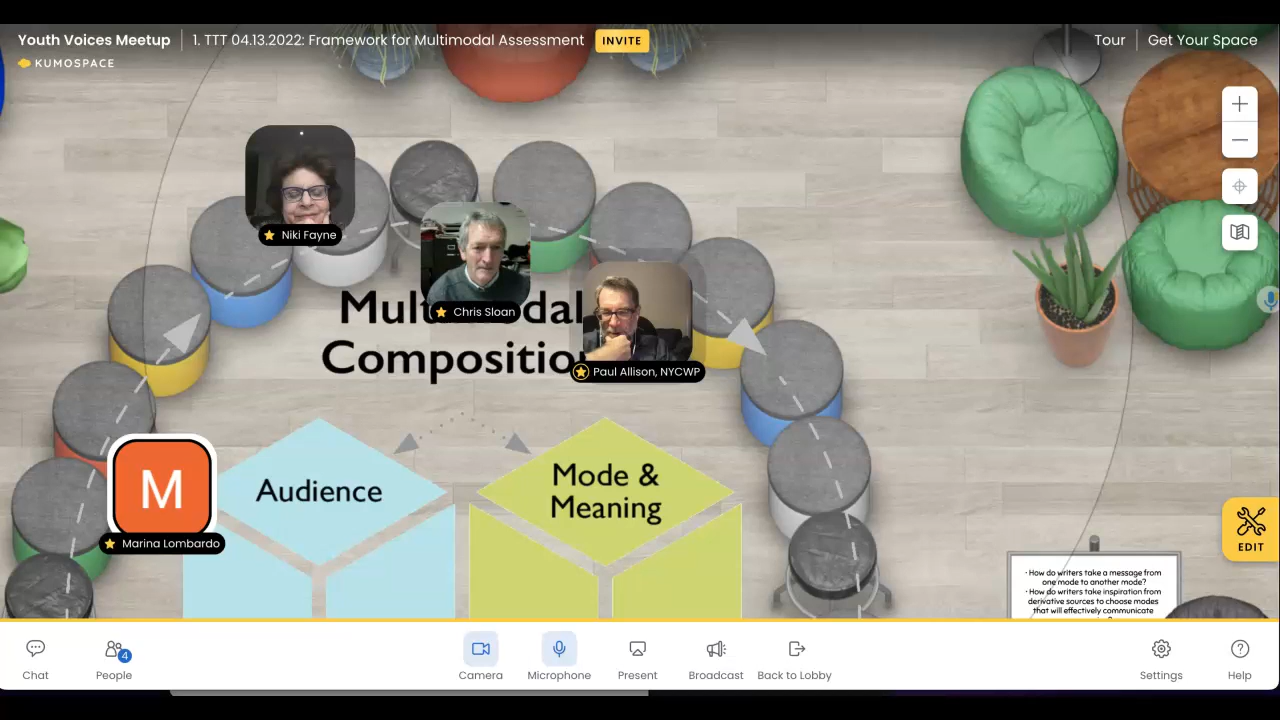 Youth Voices Meetup
1. TTT 04.13.2022: Framework for Multimodal Assessment
INVITE
Tour
Get Your Space
KUMOSPACE
Niki Fayne
Chris Sloan
Paul Allison, NYCWP
Composition
Audience
Mode &
Meaning
M
Marina Lombardo
EDIT
· How do writers take a message from
one mode to another mode?
· How do writers take inspiration from
derivative sources to choose modes
that will effectively communicate
Chat
4
People
Camera
Microphone
Present
Broadcast
Back to Lobby
Settings
Help